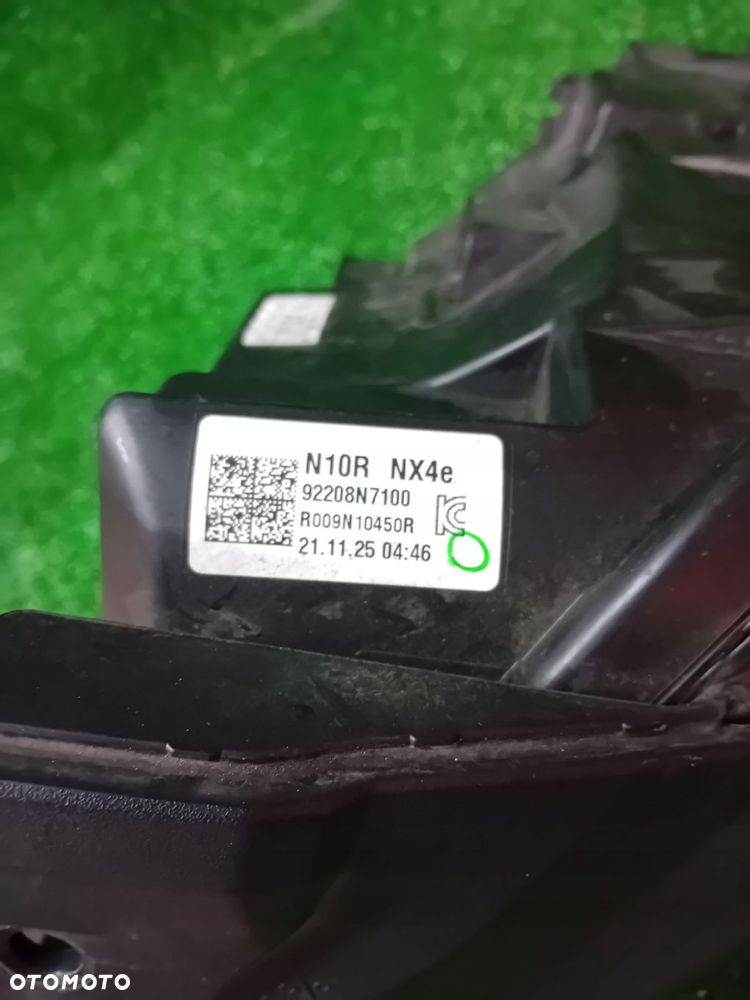 N10R NX4e
92208N7100
R009N10450R
21.11.25 04:46
OTOMOTO